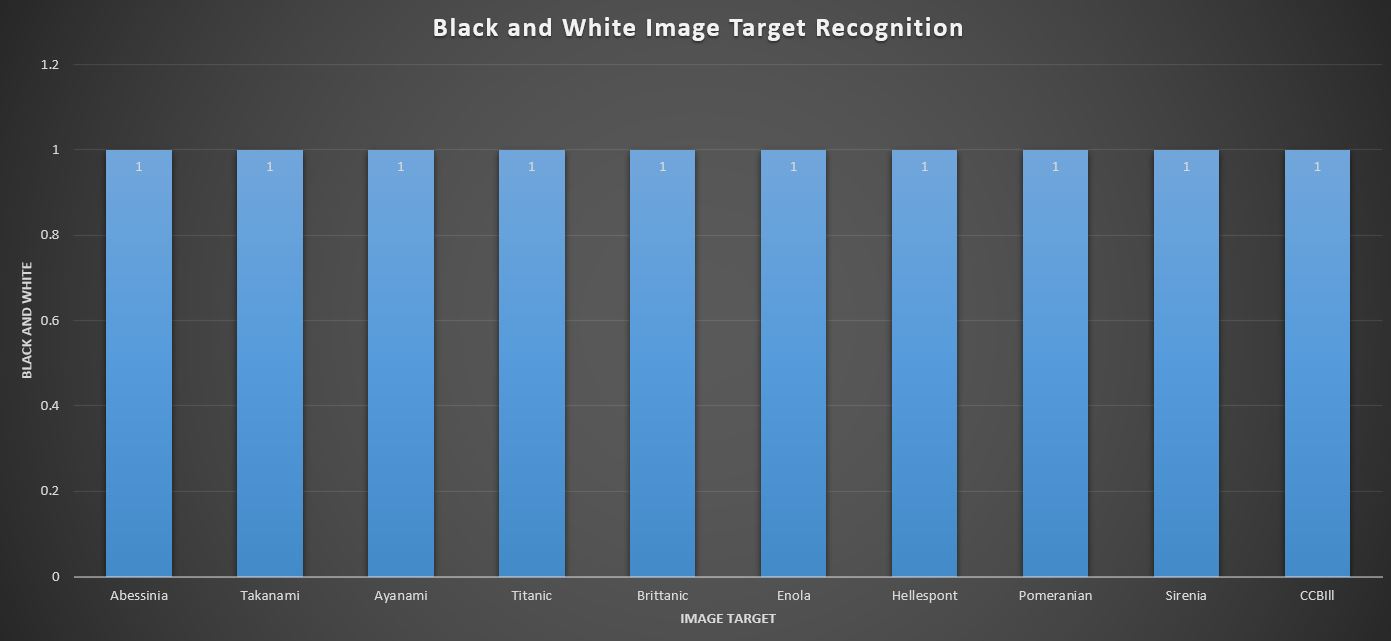 Black and White Image Target Recognition
1.2
1
0.8
0.6
0.4
0.2
0
BLACK AND WHITE
1 1 1 1 1 1 1 1 1 1
Abessinia Takanami Ayanami Titanic Brittanic Enola Hellespont Pomeranian Sirenia CCBIll
IMAGE TARGET